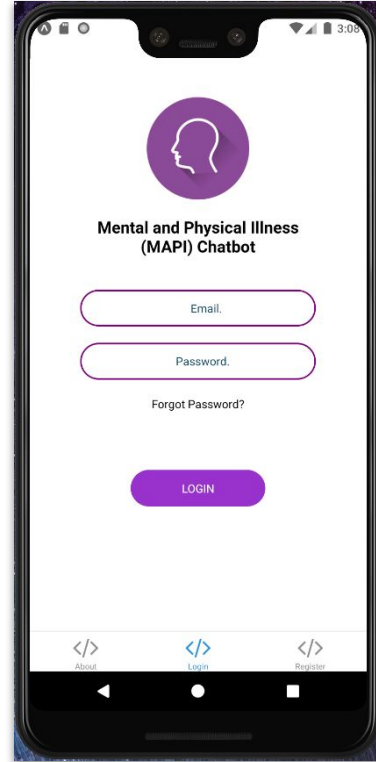 3:08
Mental and Physical Illness
(MAPI) Chatbot
Email.
Password.
Forgot Password?
LOGIN
</> </> </>
About Login Register